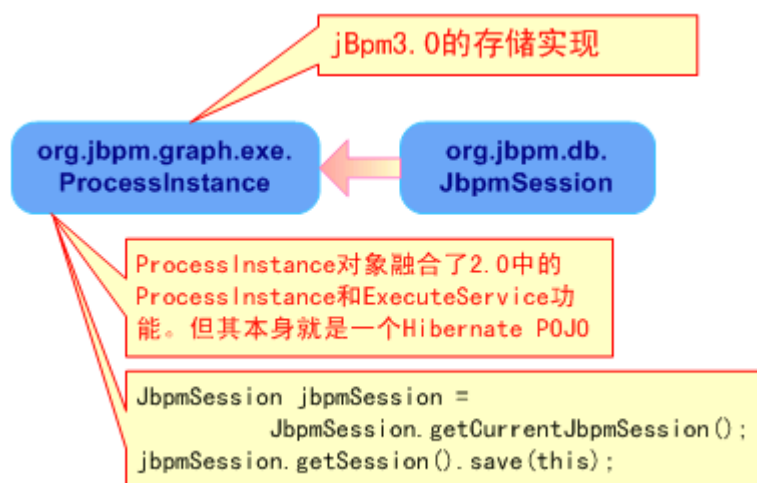 jBpm3.0的存储实现
org.jbpm.graph.exe.
ProcessInstance
org.jbpm.db.
JbpmSession
ProcessInstance对象融合了2.0中的
ProcessInstance和ExecuteService功
能。但其本身就是一个Hibernate POJO
JbpmSession jbpmSession =
JbpmSession.getCurrentJbpmSession();
jbpmSession.getSession().save(this);